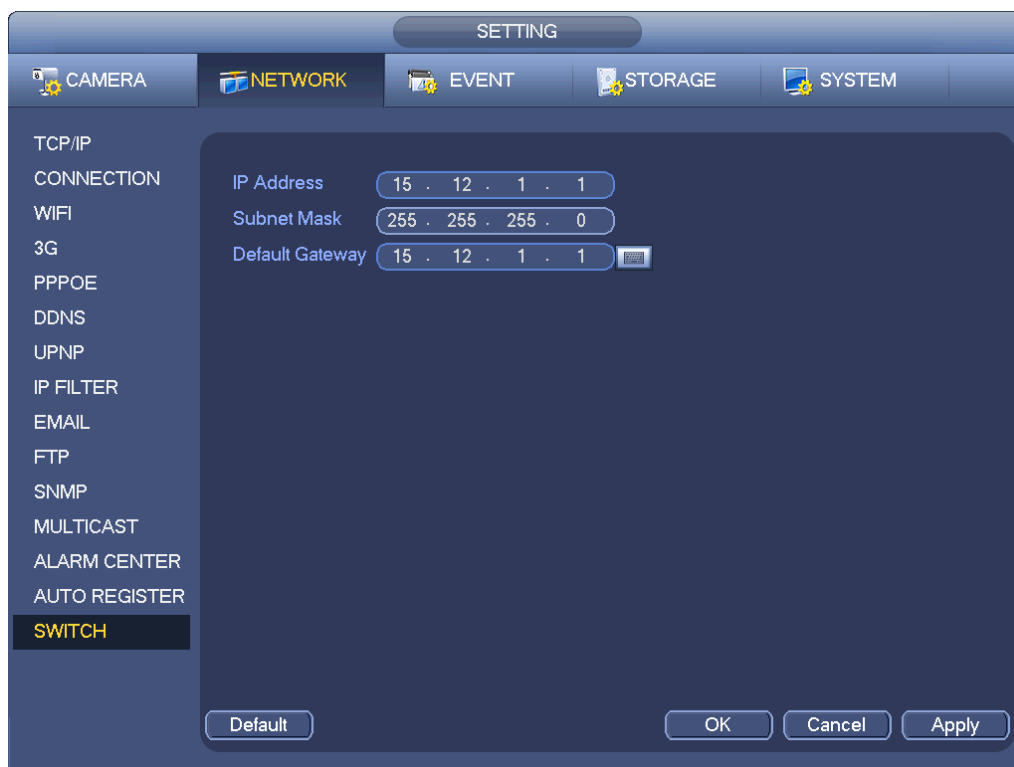 SETTING
CAMERA NETWORK EVENT STORAGE SYSTEM
TCP/IP
CONNECTION
WIFI
3G
PPPOE
DDNS
UPNP
IP FILTER
EMAIL
FTP
SNMP
MULTICAST
ALARM CENTER
AUTO REGISTER
SWITCH
IP Address 15 . 12 . 1 . 1
Subnet Mask 255 . 255 . 255 . 0
Default Gateway 15 . 12 . 1 . 1
Default OK Cancel Apply